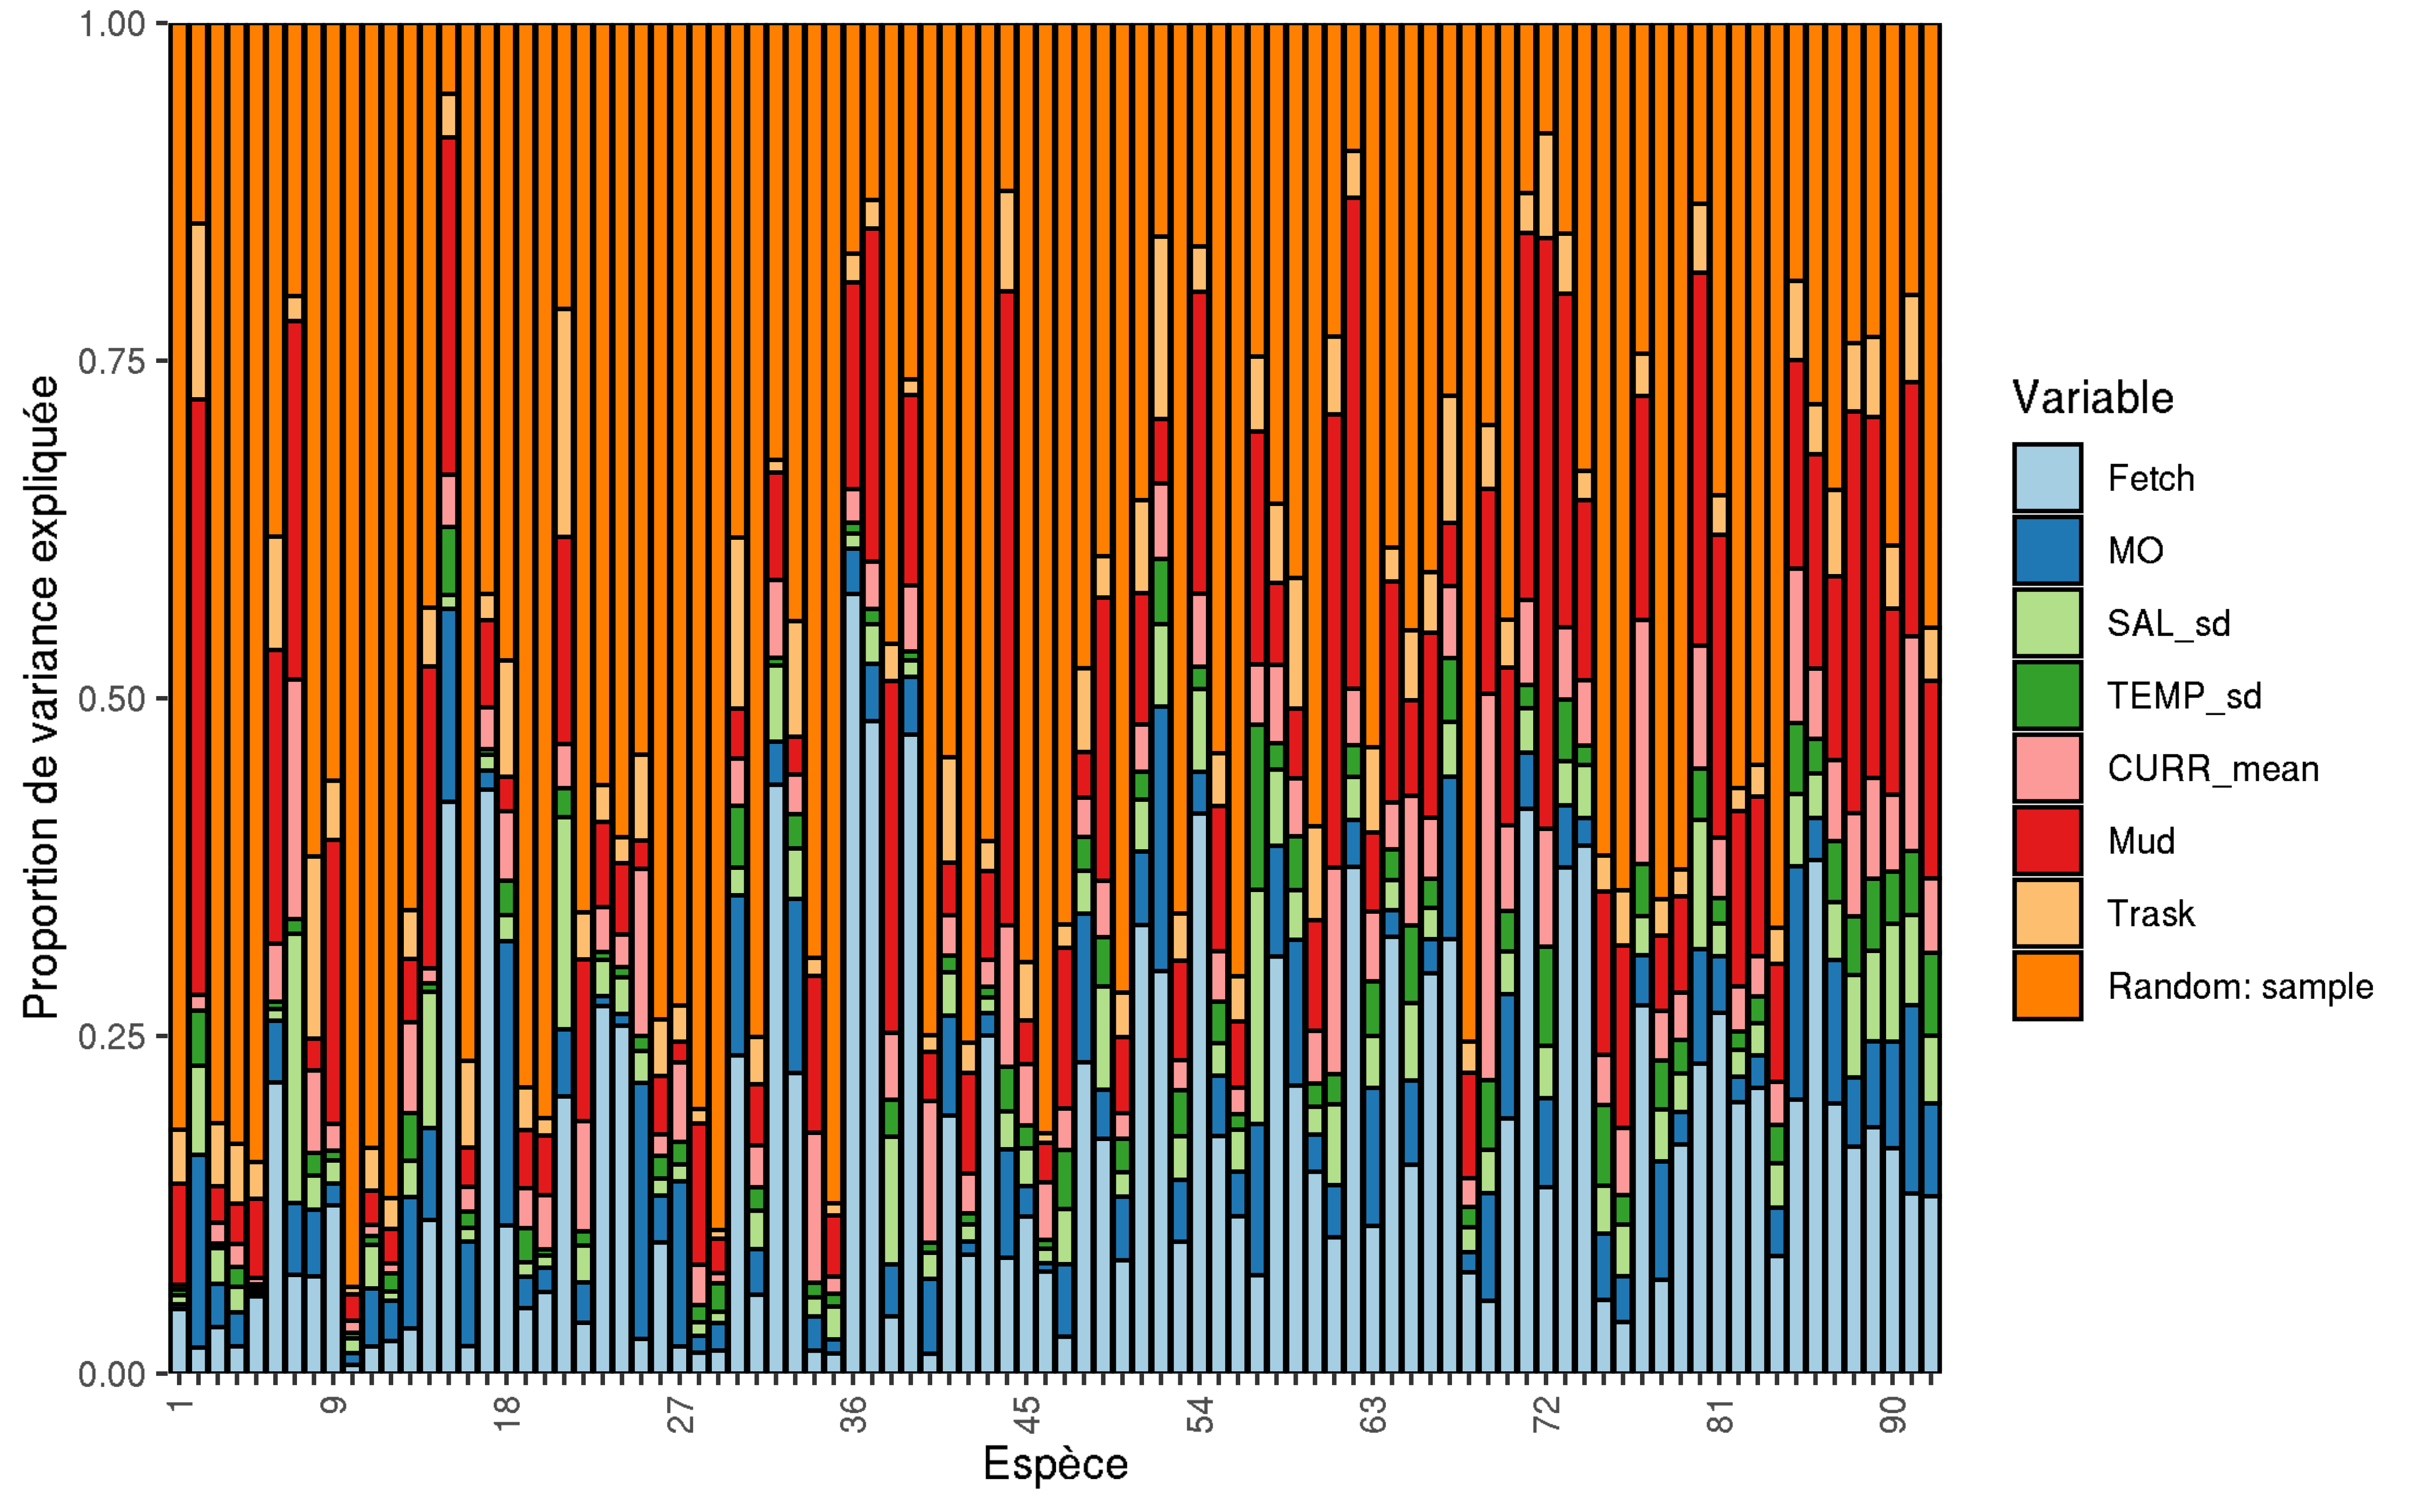 Proportion de variance expliquée
1.00
0.75
0.50
0.25
0.00
1
9
18
27
36
45
54
63
72
81
90
Espèce
Variable
Fetch
MO
SAL_sd
TEMP_sd
CURR_mean
Mud
Trask
Random: sample